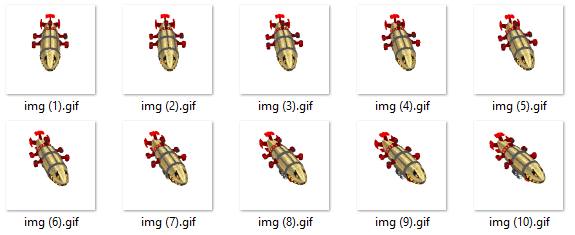 img (1).gif img (2).gif img (3).gif img (4).gif img (5).gif
img (6).gif img (7).gif img (8).gif img (9).gif img (10).gif